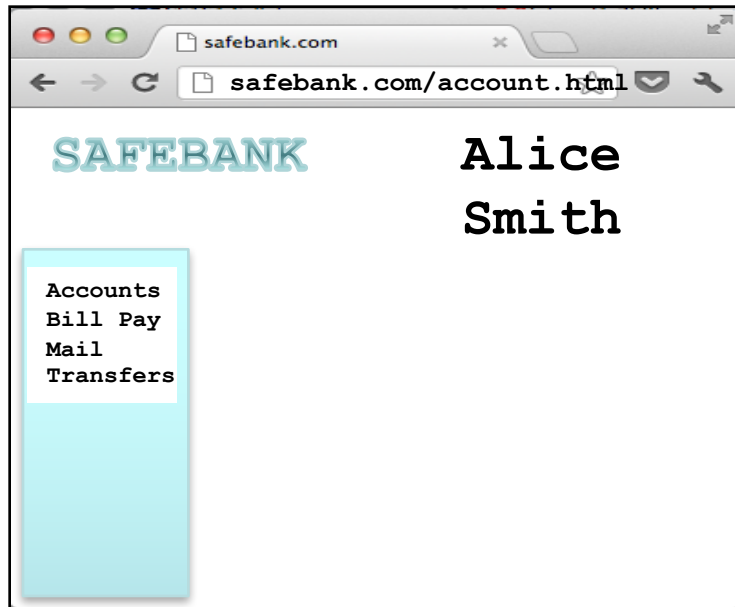 safebank.com
safebank.com/account.html
SAFEBANK
Alice
Smith
Accounts
Bill Pay
Mail
Transfers